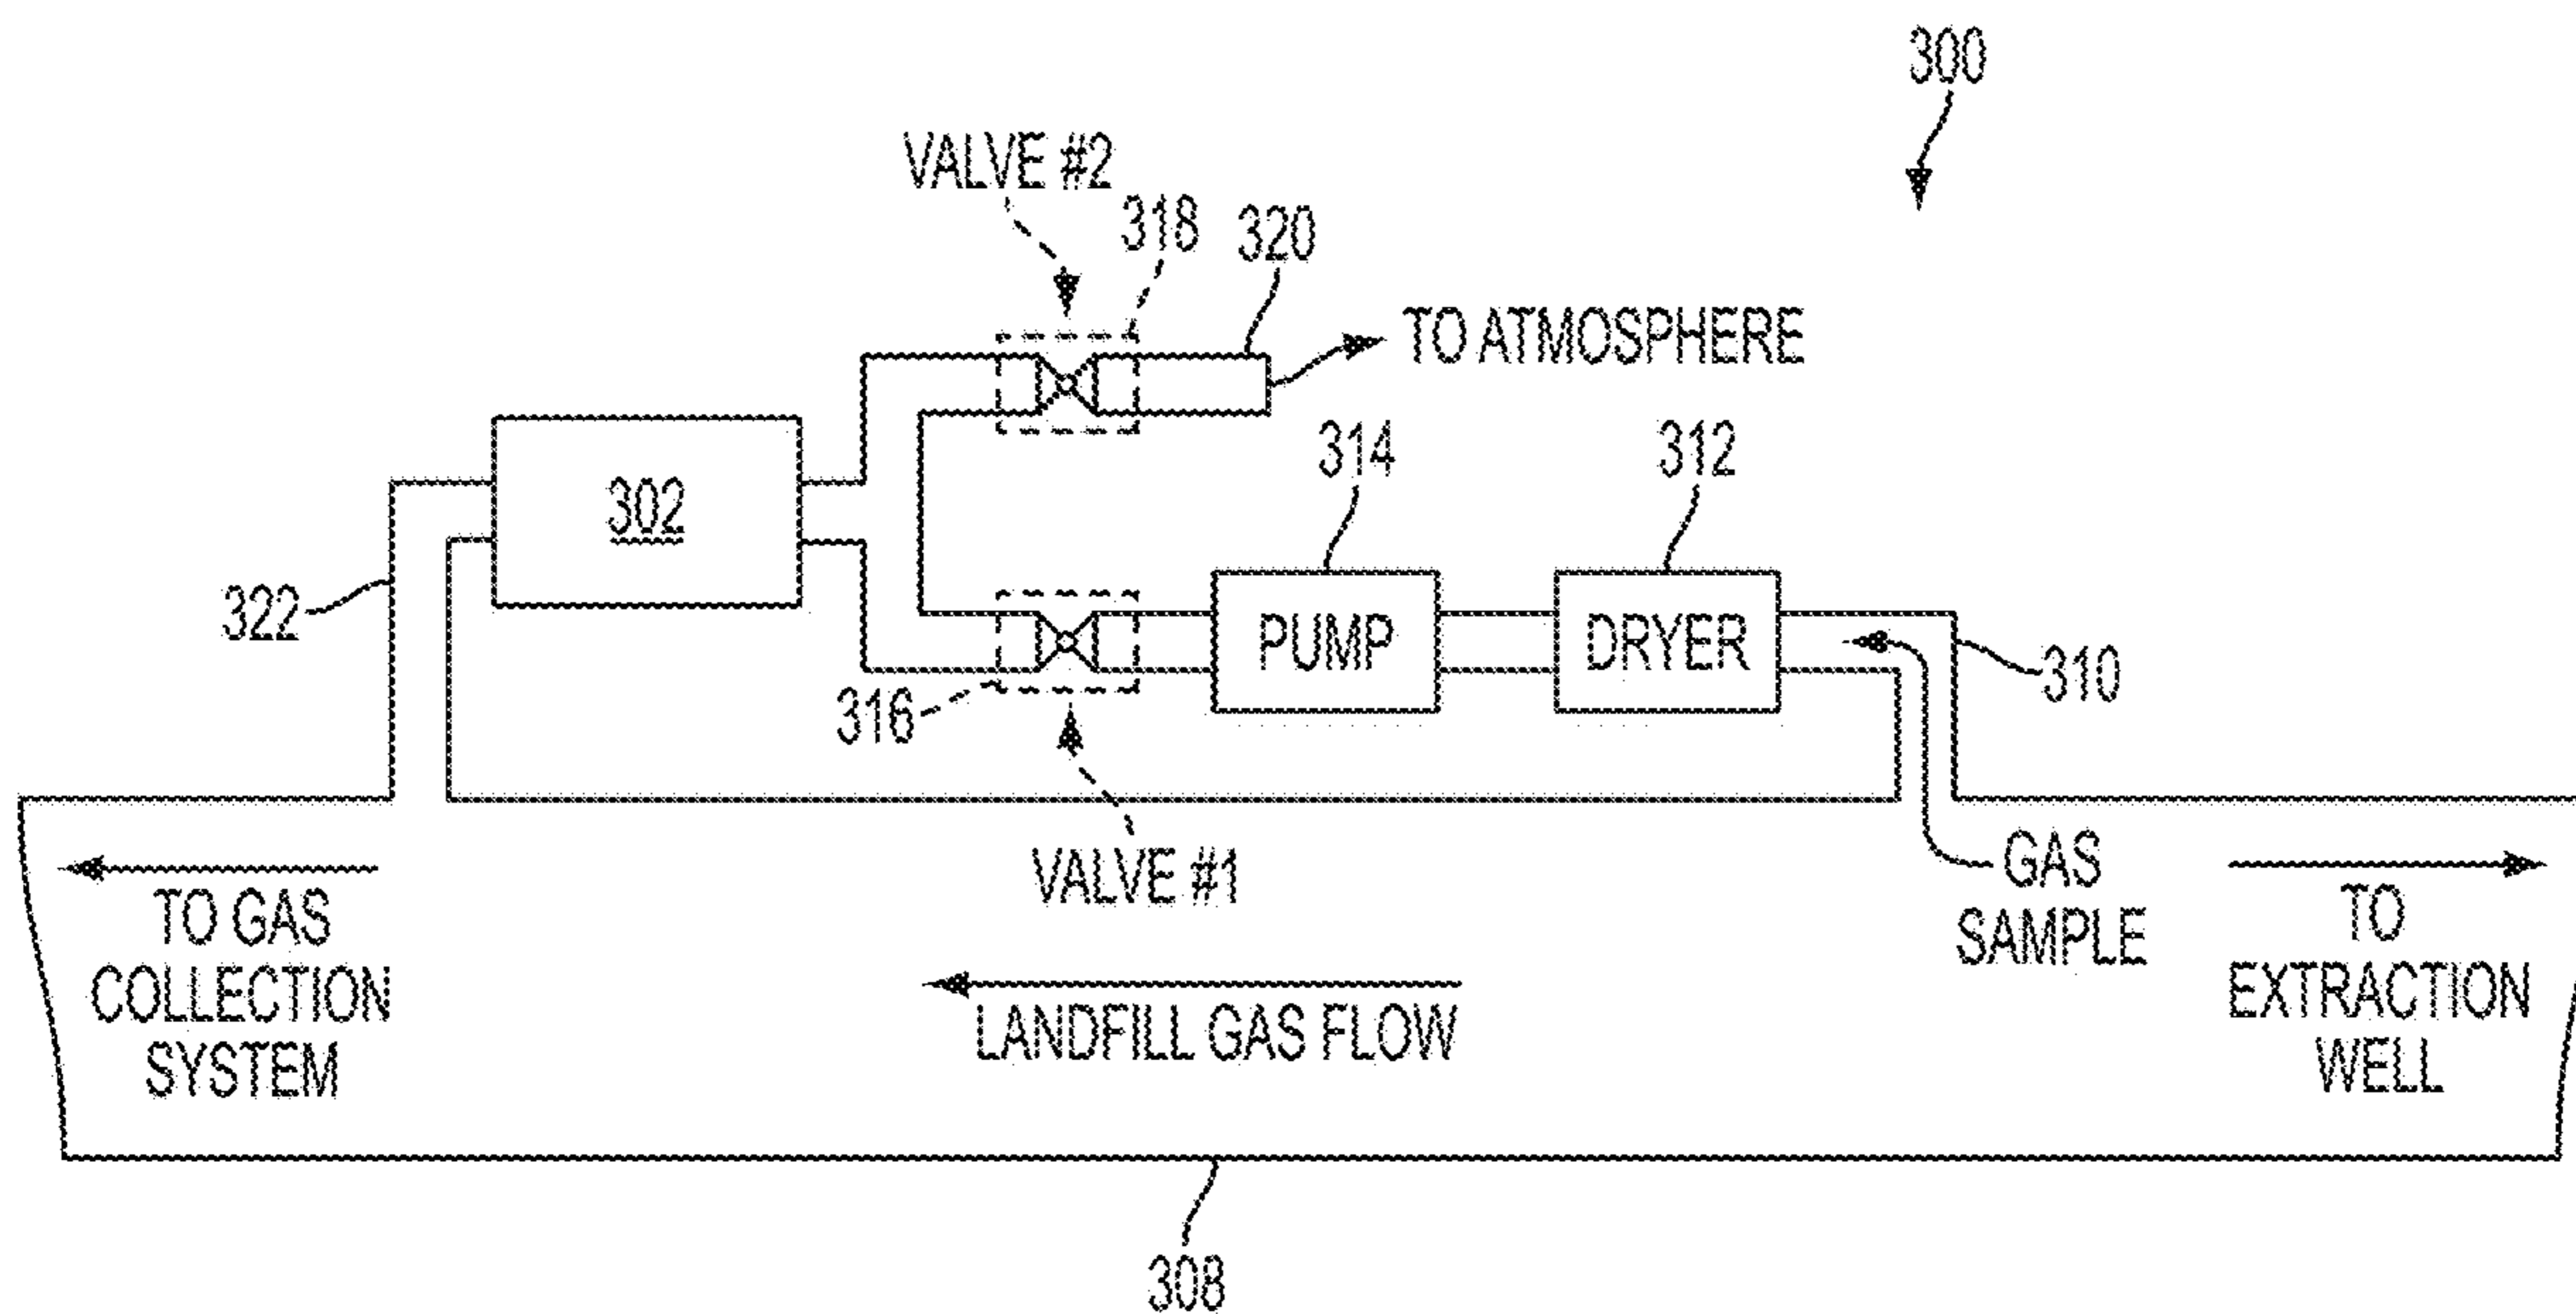 300
VALVE #2
318
320
TO ATMOSPHERE
302
314
312
322
PUMP
DRYER
310
316
VALVE #1
GAS
SAMPLE
TO GAS
COLLECTION
SYSTEM
LANDFILL GAS FLOW
TO
EXTRACTION
WELL
308